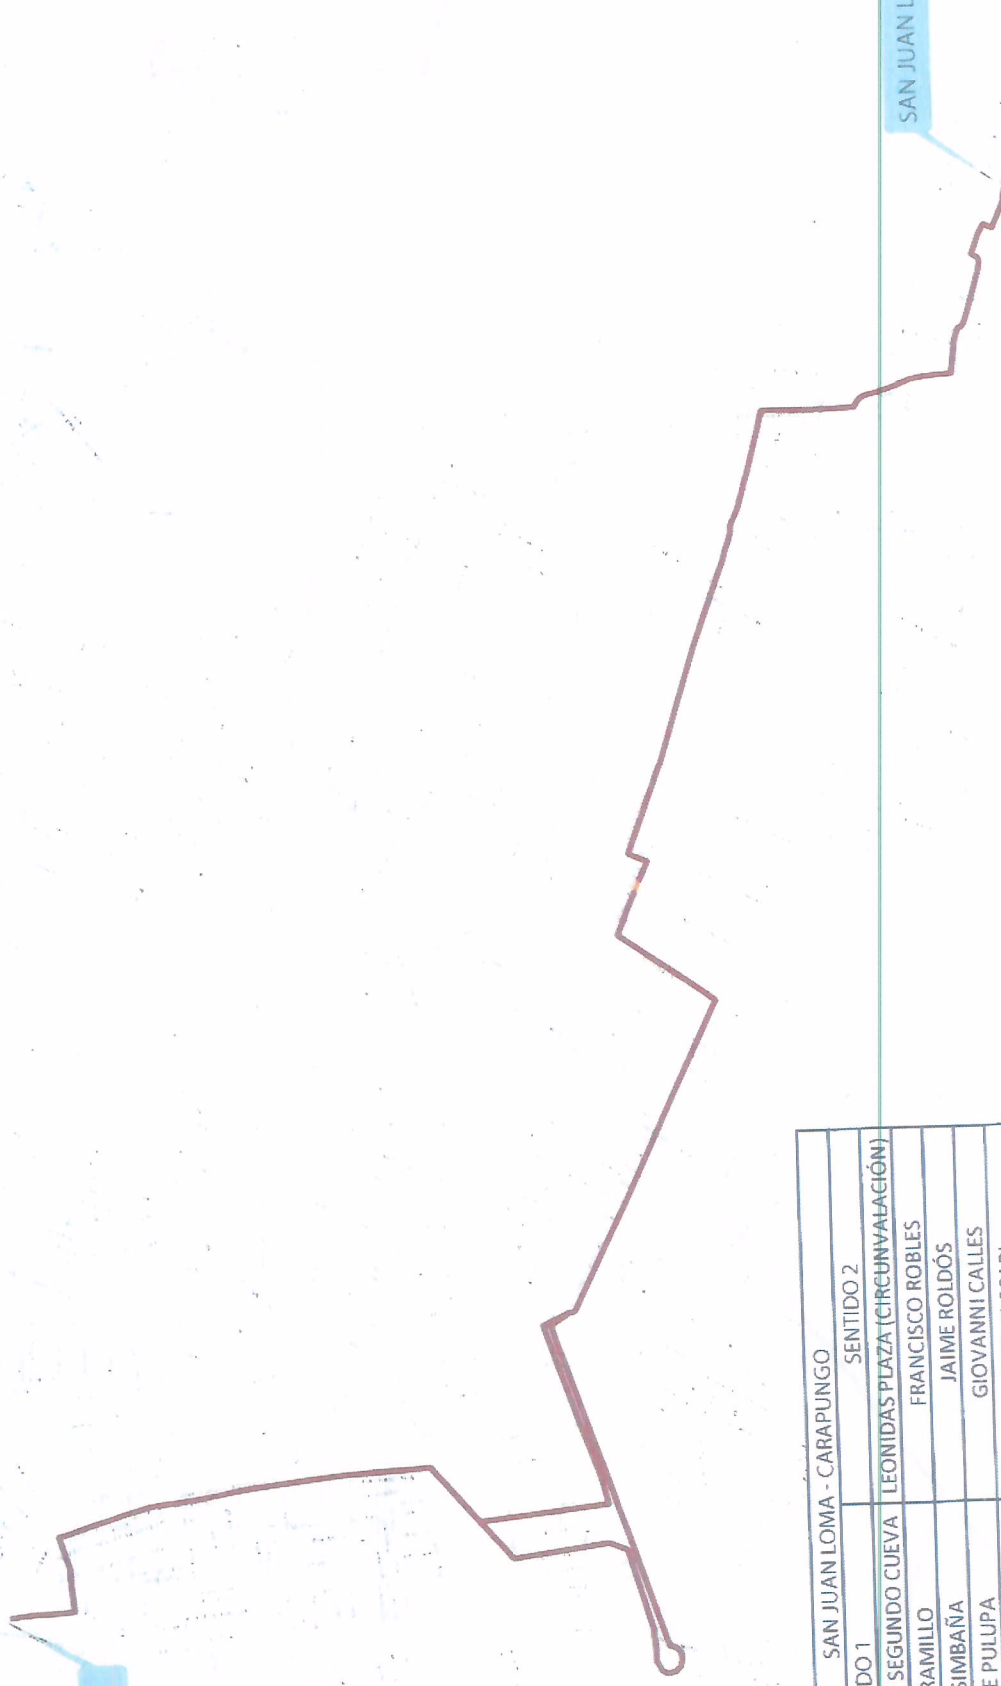 SAN JUAN L
SAN JUAN LOMA - CARAPUNGO
DO 1 SENTIDO 2
SEGUNDO CUEVA LEONIDAS PLAZA (CIRCUNVALACIÓN)
RAMILLO FRANCISCO ROBLES
SIMBAÑA JAIME ROLDÓS
E PULUPA GIOVANNI CALLES